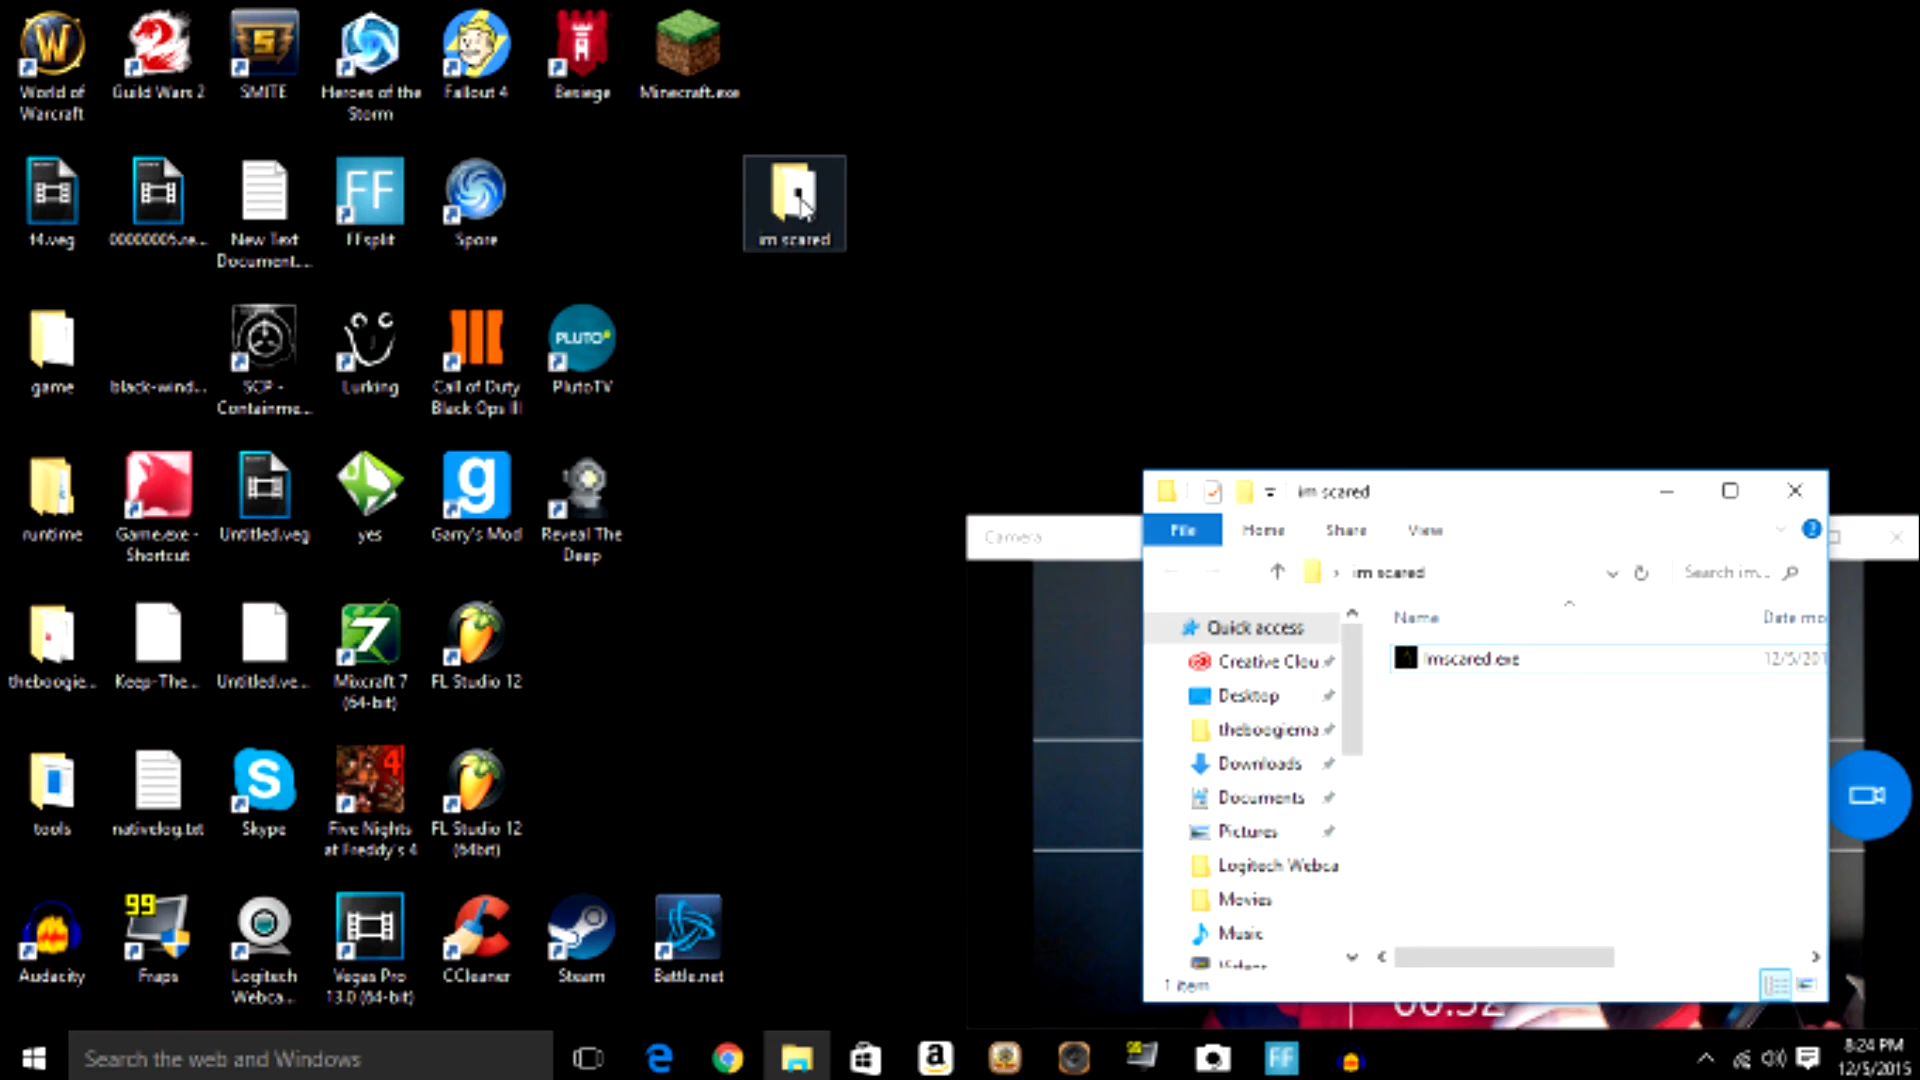 World of
Warcraft
Guild Wars 2
SMITE
Heroes of the
Storm
Fallout 4
Besiege
Minecraft.exe
f4.veg
00000005.re...
New Text
Document....
FF
FFsplit
Spore
im scared
game
black-wind...
SCP -
Containme...
Lurking
Call of Duty
Black Ops III
PLUTO
PlutoTV
runtime
Game.exe -
Shortcut
Untitled.veg
yes
Garry's Mod
Reveal The
Deep
theboogie...
Keep-The...
Untitled.ve...
Mixcraft 7
(64-bit)
FL Studio 12
tools
nativelog.txt
Skype
Five Nights
at Freddy's 4
FL Studio 12
(64bit)
Audacity
99
Fraps
Logitech
Webca...
Vegas Pro
13.0 (64-bit)
CCleaner
Steam
Battle.net
Camera
im scared
File
Home
Share
View
im scared
Search im...
Name
Date mo
Quick access
Imscared.exe
12/5/201
Creative Clou
Desktop
theboogiema
Downloads
Documents
Pictures
Logitech Webca
Movies
Music
Videos
1 item
00:32
Search the web and Windows
99
FF
8:24 PM
12/5/2015